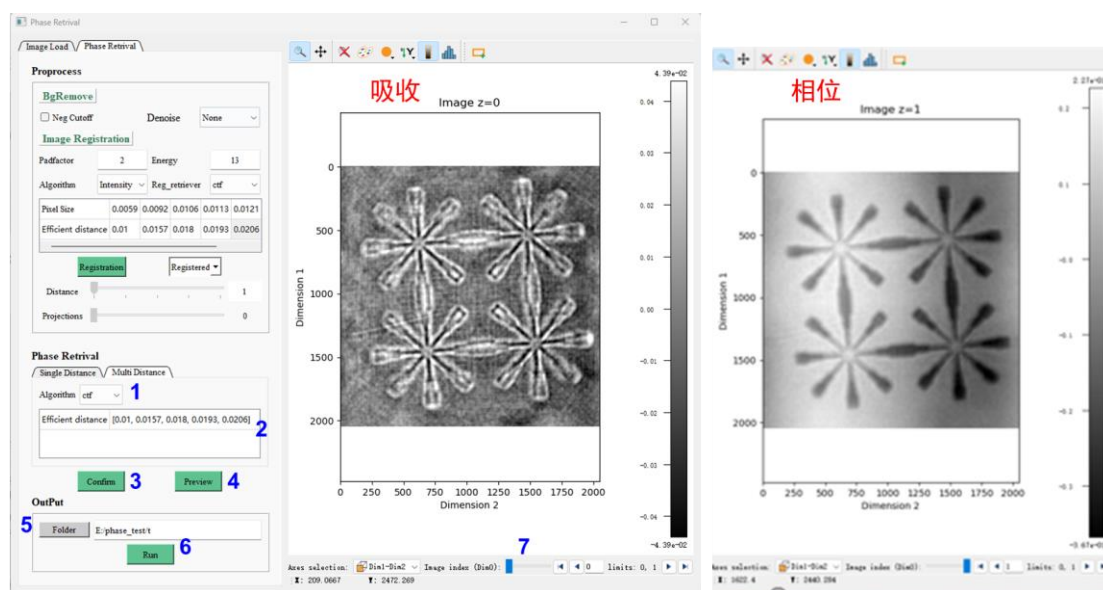 Phase Retrival
Image Load
Phase Retrival
Proprocess
BgRemove
Neg Cutoff
Denoise
None
Image Registration
Padfactor
2
Energy
13
Algorithm
Intensity
Reg_retriever
ctf
Pixel Size
0.0059
0.0092
0.0106
0.0113
0.0121
Efficient distance
0.01
0.0157
0.018
0.0193
0.0206
Registration
Registered
Distance
1
Projections
0
Phase Retrival
Single Distance
Multi Distance
Algorithm
ctf
1
Efficient distance
[0.01, 0.0157, 0.018, 0.0193, 0.0206]
2
Confirm
3
Preview
4
OutPut
5
Folder
E:/phase_test/t
Run
6
吸收
Image z=0
4.39e-02
0.04
0.03
0.02
0.01
0.00
-0.01
-0.02
-0.03
-0.04
-4.39e-02
0
500
1000
1500
2000
Dimension 1
0
250
500
750
1000
1250
1500
1750
2000
Dimension 2
7
Axes selection:
Dim1-Dim2
Image index (Dim0):
0
limits: 0, 1
X: 209.0667
Y: 2472.269
相位
Image z=1
0.2
0.1
-0.0
-0.1
-0.2
-0.3
0
500
1000
1500
2000
Dimension 1
0
250
500
750
1000
1250
1500
1750
2000
Dimension 2
Axes selection:
Dim1-Dim2
Image index (Dim0):
1
limits: 0, 1
X: 1622.4
Y: 2443.284